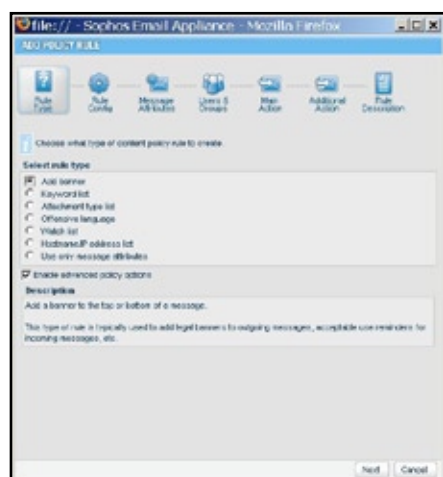 file:// - Sophos Email Appliance - Mozilla Firefox
ADD POLICY RULE
Rule Type
Rule Config
Message Attributes
Users & Groups
Main Action
Additional Action
Rule Description
Choose what type of content policy rule to create.
Select rule type
Add banner
Keyword list
Attachment type list
Offensive language
Watch list
Hostname/IP address list
Use only message attributes
Enable advanced policy options
Description
Add a banner to the top or bottom of a message.
This type of rule is typically used to add legal banners to outgoing messages, acceptable use reminders for
incoming messages, etc.
Next Cancel